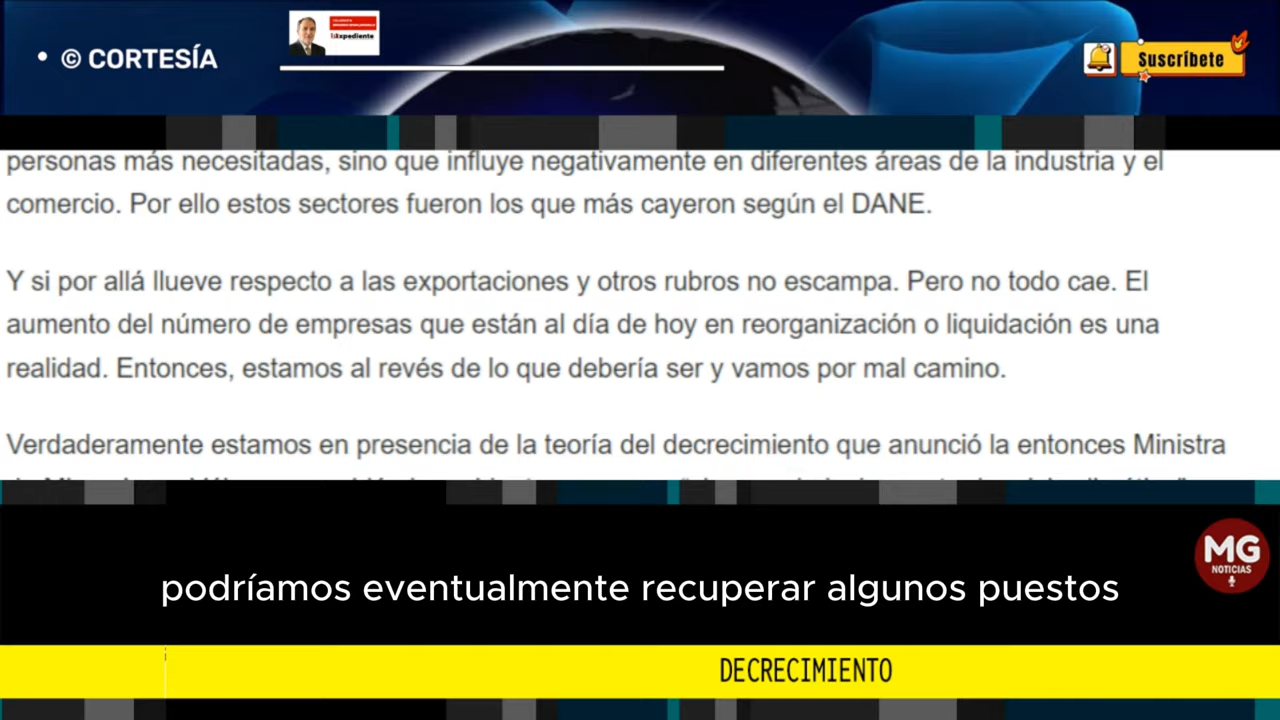 • © CORTESÍA
1Expediente
Suscríbete
personas más necesitadas, sino que influye negativamente en diferentes áreas de la industria y el
comercio. Por ello estos sectores fueron los que más cayeron según el DANE.
Y si por allá llueve respecto a las exportaciones y otros rubros no escampa. Pero no todo cae. El
aumento del número de empresas que están al día de hoy en reorganización o liquidación es una
realidad. Entonces, estamos al revés de lo que debería ser y vamos por mal camino.
Verdaderamente estamos en presencia de la teoría del decrecimiento que anunció la entonces Ministra
podríamos eventualmente recuperar algunos puestos
MG
NOTICIAS
DECRECIMIENTO